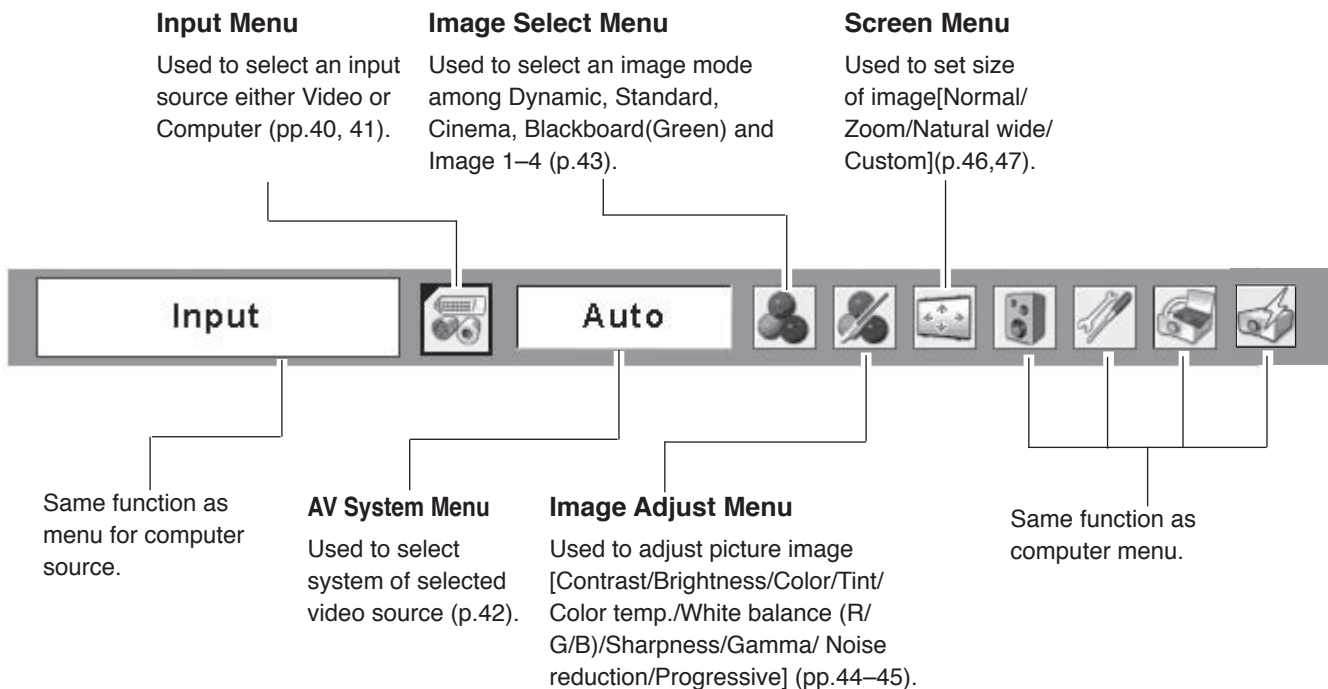 Input Menu
Used to select an input
source either Video or
Computer (pp.40, 41).
Image Select Menu
Used to select an image mode
among Dynamic, Standard,
Cinema, Blackboard(Green) and
Image 1–4 (p.43).
Screen Menu
Used to set size
of image[Normal/
Zoom/Natural wide/
Custom](p.46,47).
Input
Auto
Same function as
menu for computer
source.
AV System Menu
Used to select
system of selected
video source (p.42).
Image Adjust Menu
Used to adjust picture image
[Contrast/Brightness/Color/Tint/
Color temp./White balance (R/
G/B)/Sharpness/Gamma/ Noise
reduction/Progressive] (pp.44–45).
Same function as
computer menu.